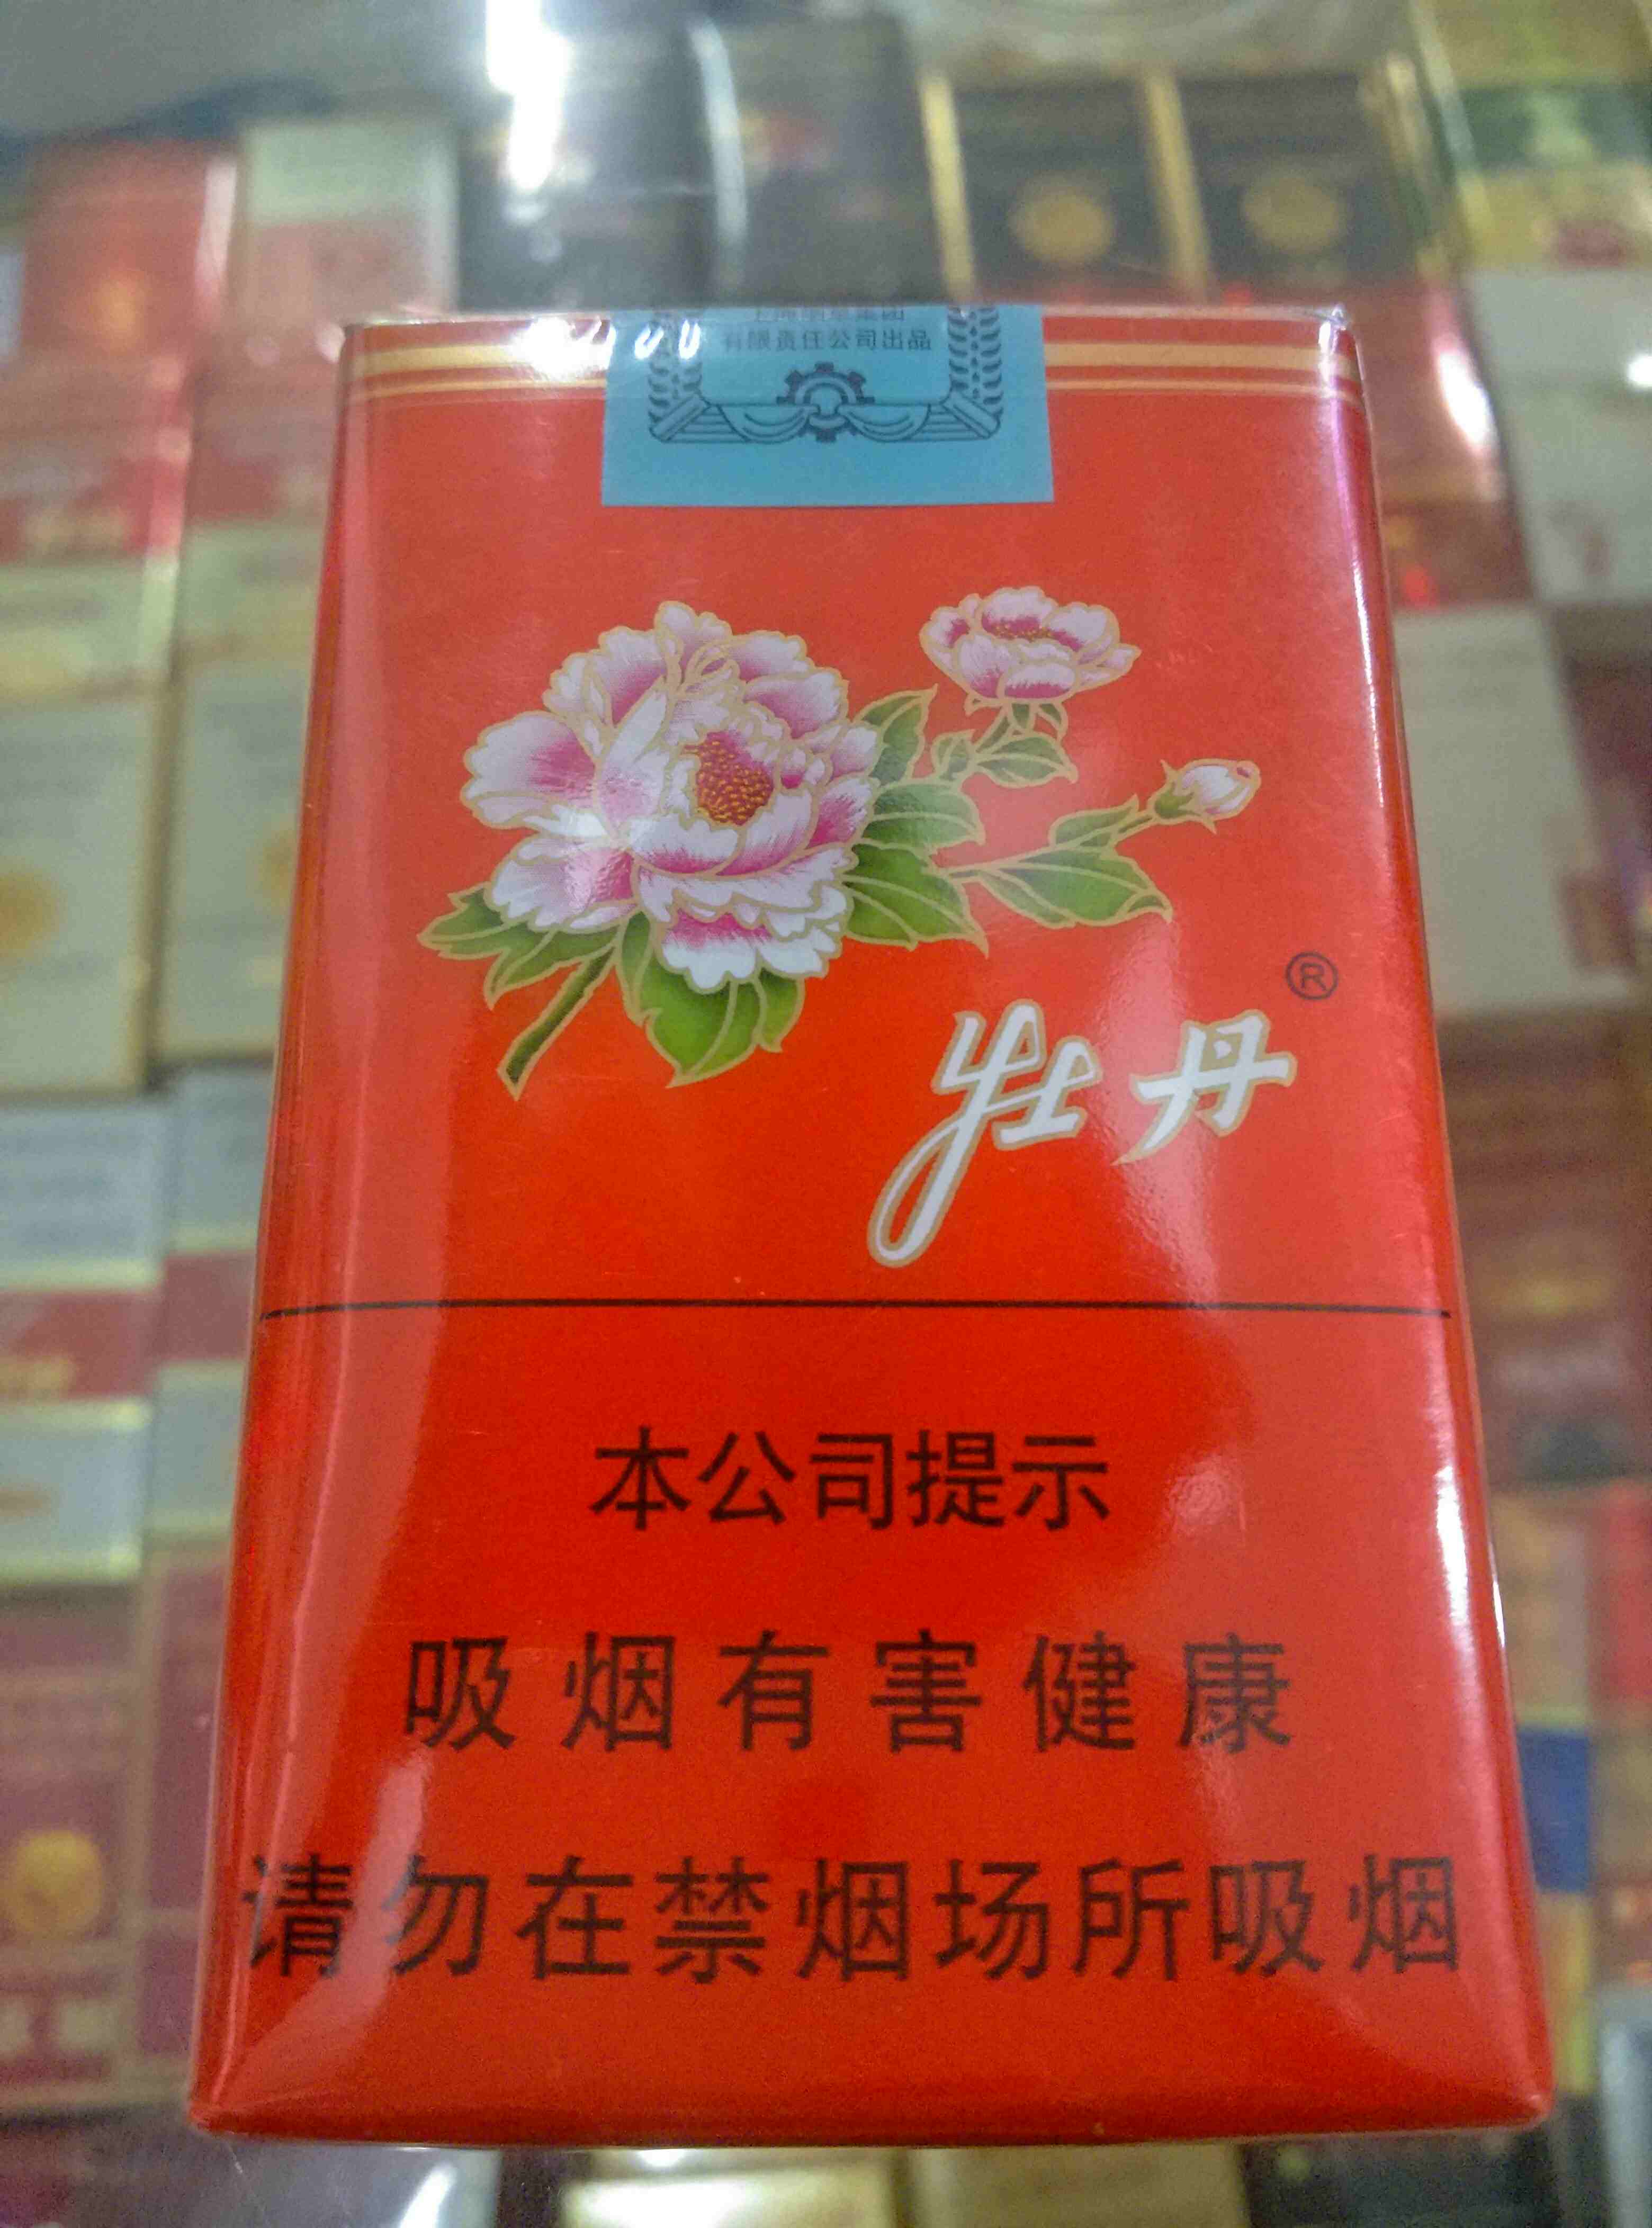 有限责任公司出品
牡丹®
本公司提示
吸烟有害健康
请勿在禁烟场所吸烟